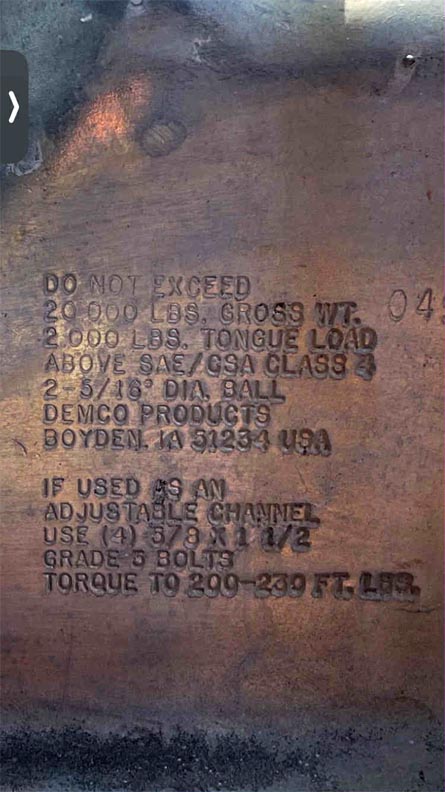 DO NOT EXCEED
20 000 LBS. GROSS WT.
04
2 000 LBS. TONGUE LOAD
ABOVE SAE/CSA CLASS 4
2-5/16" DIA. BALL
DEMCO PRODUCTS
BOYDEN, IA 51234 USA
IF USED AS AN
ADJUSTABLE CHANNEL
USE (4) 5/8 X 1 1/2
GRADE 5 BOLTS
TORQUE TO 200-239 FT. LBS.